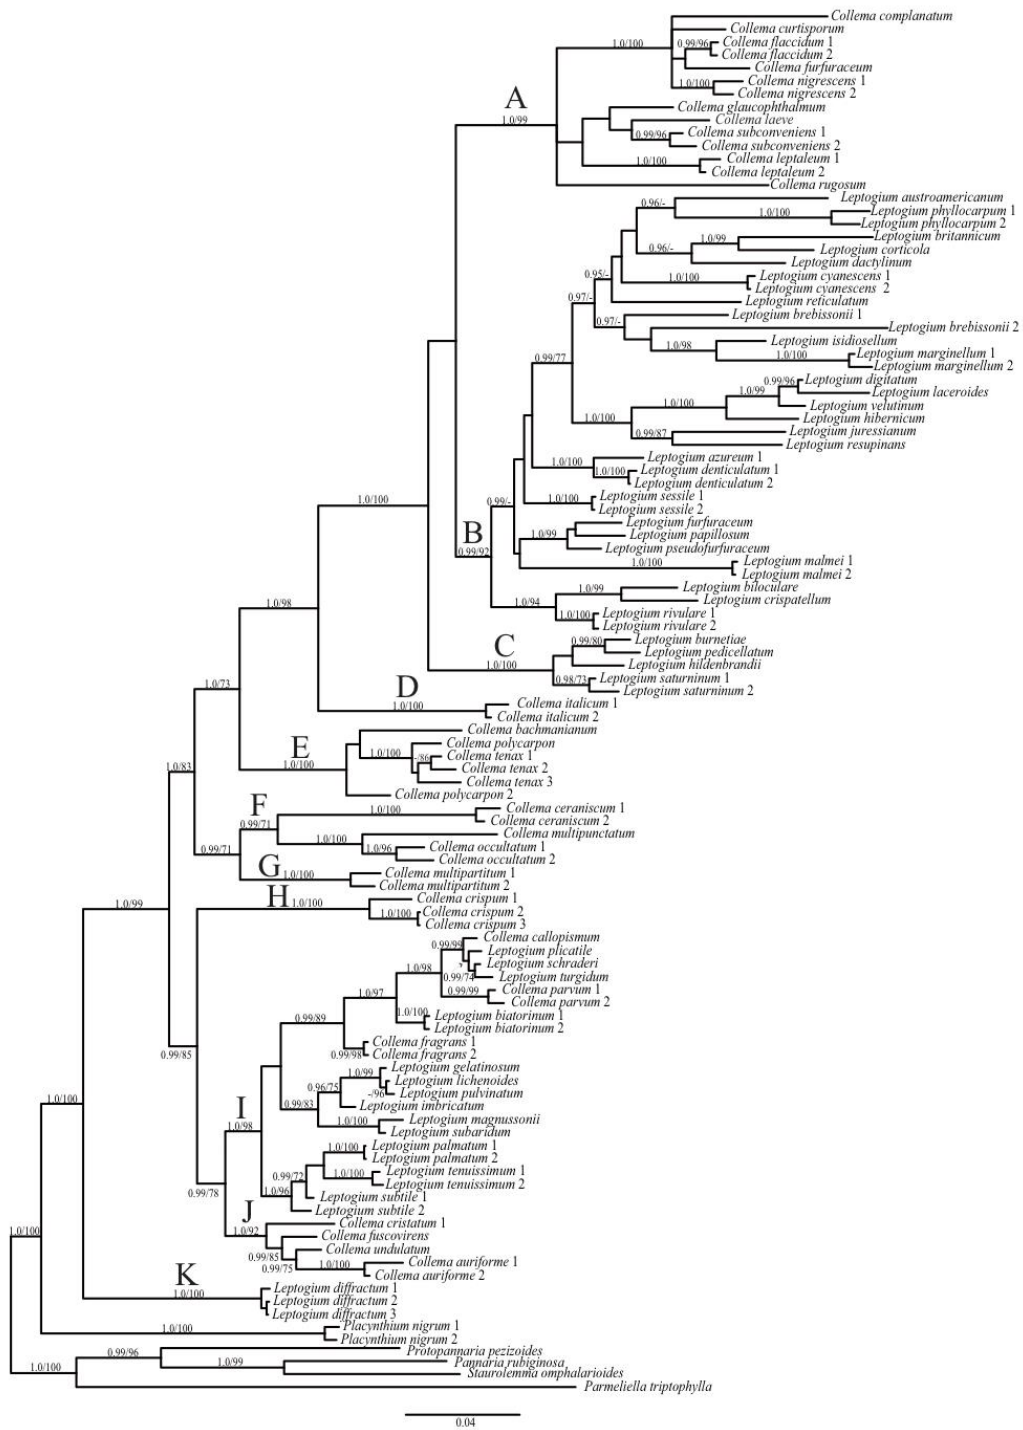 Collema complanatum
Collema curtisporum
1.0/100
0.99/96
Collema flaccidum 1
Collema flaccidum 2
Collema furfuraceum
1.0/100
Collema nigrescens 1
Collema nigrescens 2
A
1.0/99
Collema glaucophthalmum
Collema laeve
0.99/96
Collema subconveniens 1
Collema subconveniens 2
1.0/100
Collema leptaleum 1
Collema leptaleum 2
Collema rugosum
Leptogium austroamericanum
0.96/-
1.0/100
Leptogium phyllocarpum 1
Leptogium phyllocarpum 2
1.0/99
Leptogium britannicum
0.96/-
Leptogium corticola
Leptogium dactylinum
0.95/-
1.0/100
Leptogium cyanescens 1
Leptogium cyanescens 2
0.97/-
Leptogium reticulatum
0.97/-
Leptogium brebissonii 1
Leptogium brebissonii 2
1.0/98
Leptogium isidiosellum
1.0/100
Leptogium marginellum 1
Leptogium marginellum 2
0.99/77
0.99/96
Leptogium digitatum
1.0/99
Leptogium laceroides
1.0/100
Leptogium velutinum
Leptogium hibernicum
1.0/100
0.99/87
Leptogium juressianum
Leptogium resupinans
Leptogium azureum 1
1.0/100
1.0/100
Leptogium denticulatum 1
Leptogium denticulatum 2
0.99/-
1.0/100
Leptogium sessile 1
Leptogium sessile 2
Leptogium furfuraceum
1.0/99
Leptogium papillosum
Leptogium pseudofurfuraceum
B
0.99/92
1.0/100
Leptogium malmei 1
Leptogium malmei 2
1.0/99
Leptogium biloculare
Leptogium crispatellum
1.0/94
1.0/100
Leptogium rivulare 1
Leptogium rivulare 2
C
1.0/100
0.99/80
Leptogium burnetiae
Leptogium pedicellatum
Leptogium hildenbrandii
0.98/73
Leptogium saturninum 1
Leptogium saturninum 2
1.0/100
1.0/98
D
1.0/100
Collema italicum 1
Collema italicum 2
1.0/73
E
1.0/100
Collema bachmanianum
1.0/100
Collema polycarpon
-/86
Collema tenax 1
Collema tenax 2
Collema tenax 3
Collema polycarpon 2
1.0/83
F
0.99/71
1.0/100
Collema ceraniscum 1
Collema ceraniscum 2
1.0/100
Collema multipunctatum
1.0/96
Collema occultatum 1
Collema occultatum 2
0.99/71
G
1.0/100
Collema multipartitum 1
Collema multipartitum 2
1.0/99
H
1.0/100
Collema crispum 1
1.0/100
Collema crispum 2
Collema crispum 3
0.99/99
Collema callopismum
Leptogium plicatile
Leptogium schraderi
1.0/98
0.99/74
Leptogium turgidum
0.99/99
Collema parvum 1
Collema parvum 2
1.0/97
1.0/100
Leptogium biatorinum 1
Leptogium biatorinum 2
0.99/89
0.99/98
Collema fragrans 1
Collema fragrans 2
0.99/85
1.0/99
Leptogium gelatinosum
0.96/75
Leptogium lichenoides
-/96
Leptogium pulvinatum
0.99/83
Leptogium imbricatum
1.0/100
Leptogium magnussonii
Leptogium subaridum
I
1.0/98
1.0/100
Leptogium palmatum 1
Leptogium palmatum 2
0.99/72
1.0/100
Leptogium tenuissimum 1
Leptogium tenuissimum 2
1.0/96
Leptogium subtile 1
Leptogium subtile 2
0.99/78
J
1.0/92
Collema cristatum 1
Collema fuscovirens
0.99/85
Collema undulatum
0.99/75
1.0/100
Collema auriforme 1
Collema auriforme 2
1.0/100
1.0/100
K
1.0/100
Leptogium diffractum 1
Leptogium diffractum 2
Leptogium diffractum 3
1.0/100
Placynthium nigrum 1
Placynthium nigrum 2
0.99/96
Protopannaria pezizoides
1.0/99
Pannaria rubiginosa
Staurolemma omphalarioides
1.0/100
Parmeliella triptophylla
0.04